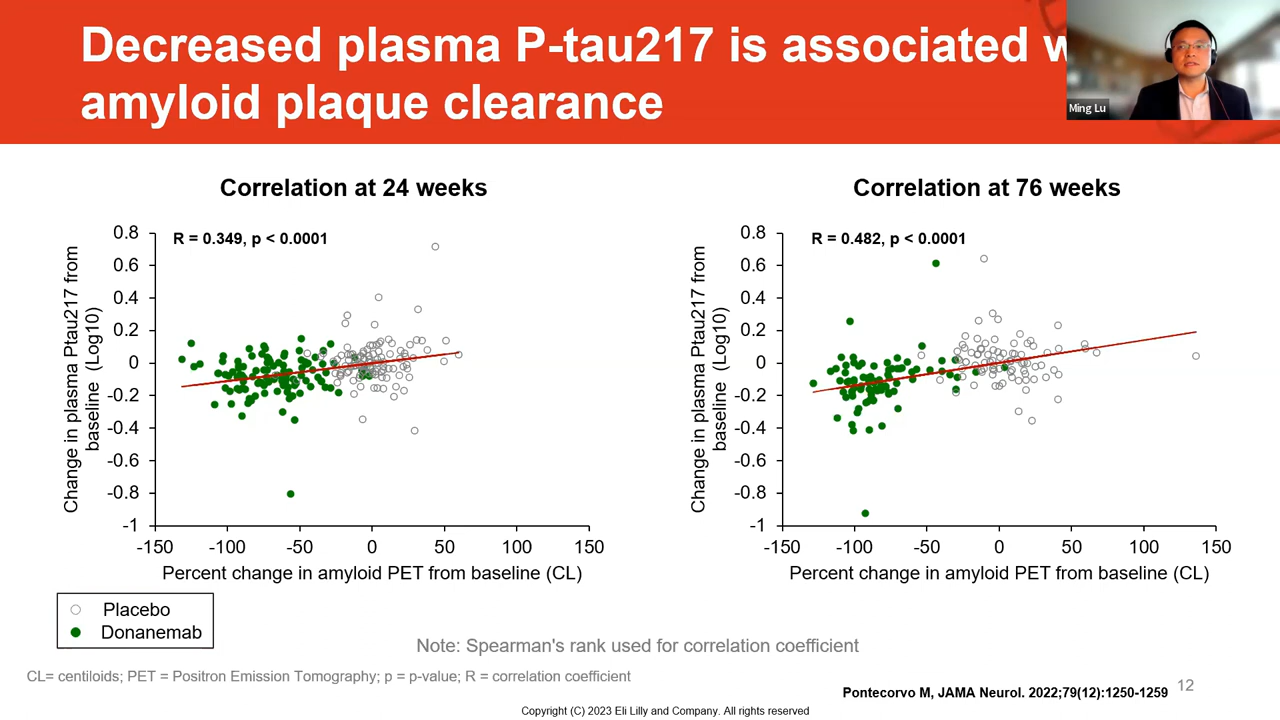 Decreased plasma P-tau217 is associated
amyloid plaque clearance
Ming Lu
Correlation at 24 weeks
R = 0.349, p < 0.0001
0.8
0.6
0.4
0.2
0
-0.2
-0.4
-0.6
-0.8
-1
Change in plasma Ptau217 from
baseline (Log10)
-150 -100 -50 0 50 100 150
Percent change in amyloid PET from baseline (CL)
Correlation at 76 weeks
R = 0.482, p < 0.0001
0.8
0.6
0.4
0.2
0
-0.2
-0.4
-0.6
-0.8
-1
Change in plasma Ptau217 from
baseline (Log10)
-150 -100 -50 0 50 100 150
Percent change in amyloid PET from baseline (CL)
Placebo
Donanemab
Note: Spearman's rank used for correlation coefficient
CL= centiloids; PET = Positron Emission Tomography; p = p-value; R = correlation coefficient
Pontecorvo M, JAMA Neurol. 2022;79(12):1250-1259
12
Copyright (C) 2023 Eli Lilly and Company. All rights reserved